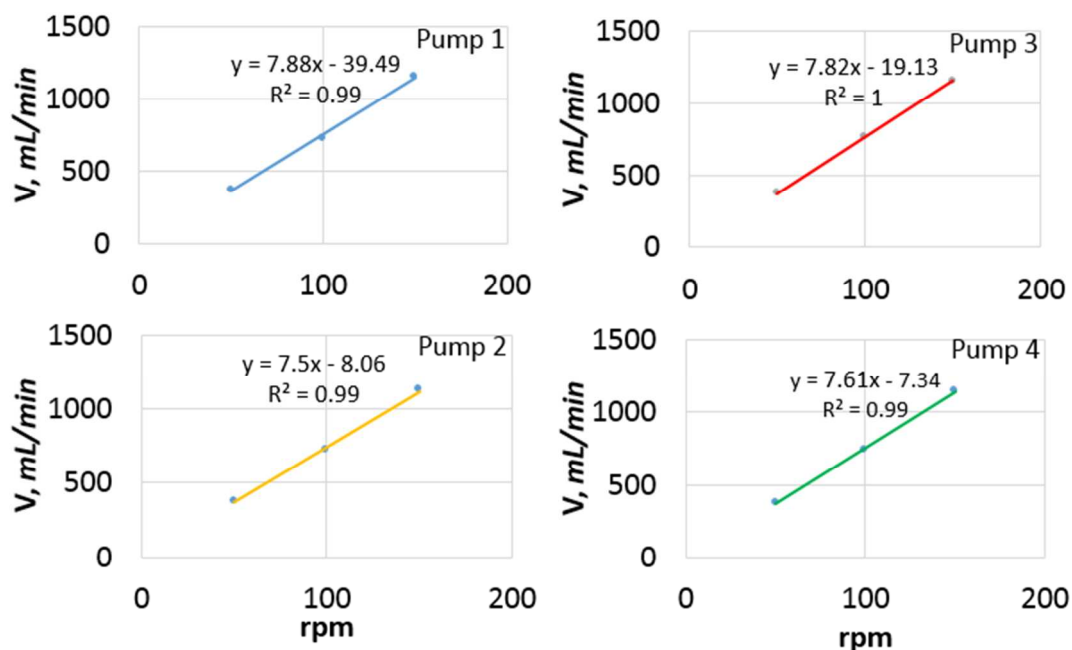 1500
1000
500
0
V, mL/min
Pump 1
y = 7.88x - 39.49
R² = 0.99
0 100 200
1500
1000
500
0
V, mL/min
Pump 3
y = 7.82x - 19.13
R² = 1
0 100 200
1500
1000
500
0
V, mL/min
Pump 2
y = 7.5x - 8.06
R² = 0.99
0 100 200
rpm
1500
1000
500
0
V, mL/min
Pump 4
y = 7.61x - 7.34
R² = 0.99
0 100 200
rpm